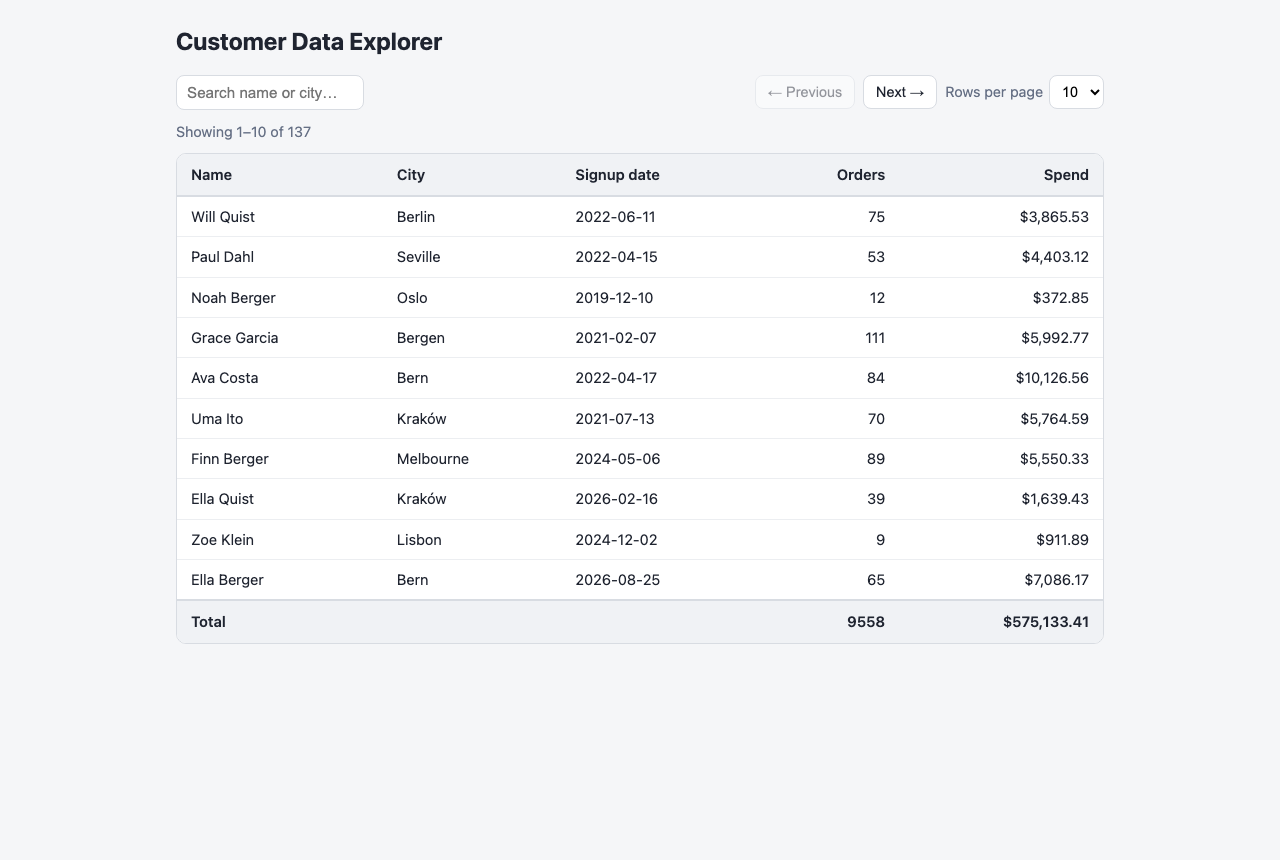 Customer Data Explorer
Search name or city…
← Previous Next → Rows per page 10
Showing 1–10 of 137
Name City Signup date Orders Spend
Will Quist Berlin 2022-06-11 75 $3,865.53
Paul Dahl Seville 2022-04-15 53 $4,403.12
Noah Berger Oslo 2019-12-10 12 $372.85
Grace Garcia Bergen 2021-02-07 111 $5,992.77
Ava Costa Bern 2022-04-17 84 $10,126.56
Uma Ito Kraków 2021-07-13 70 $5,764.59
Finn Berger Melbourne 2024-05-06 89 $5,550.33
Ella Quist Kraków 2026-02-16 39 $1,639.43
Zoe Klein Lisbon 2024-12-02 9 $911.89
Ella Berger Bern 2026-08-25 65 $7,086.17
Total 9558 $575,133.41